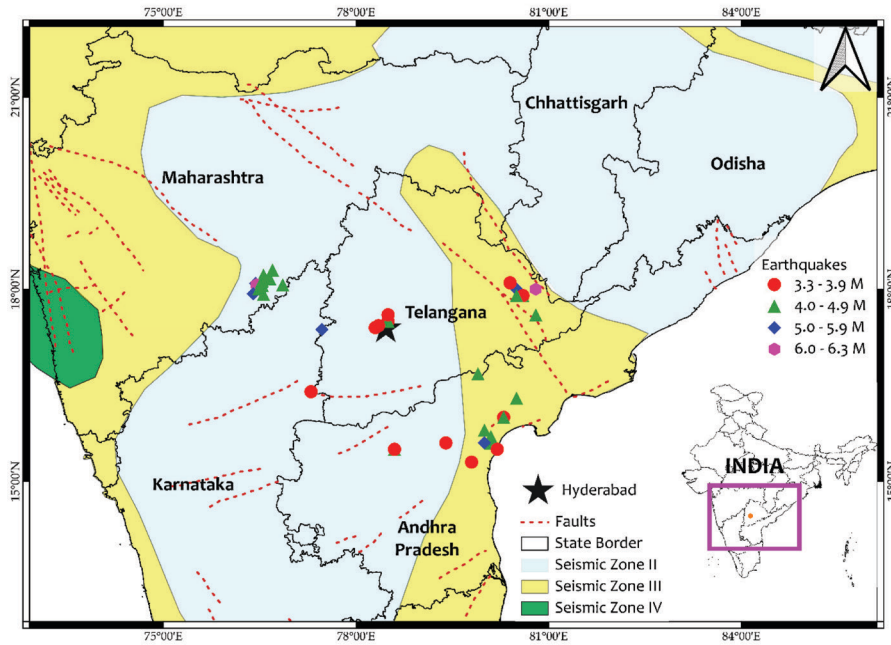 75°00'E 78°00'E 81°00'E 84°00'E
21°00'N
21°00'N
Chhattisgarh
Maharashtra
Odisha
Earthquakes
3.3 - 3.9 M
4.0 - 4.9 M
5.0 - 5.9 M
6.0 - 6.3 M
18°00'N
18°00'N
Telangana
INDIA
15°00'N
15°00'N
Karnataka
Andhra
Pradesh
Hyderabad
Faults
State Border
Seismic Zone II
Seismic Zone III
Seismic Zone IV
75°00'E 78°00'E 81°00'E 84°00'E